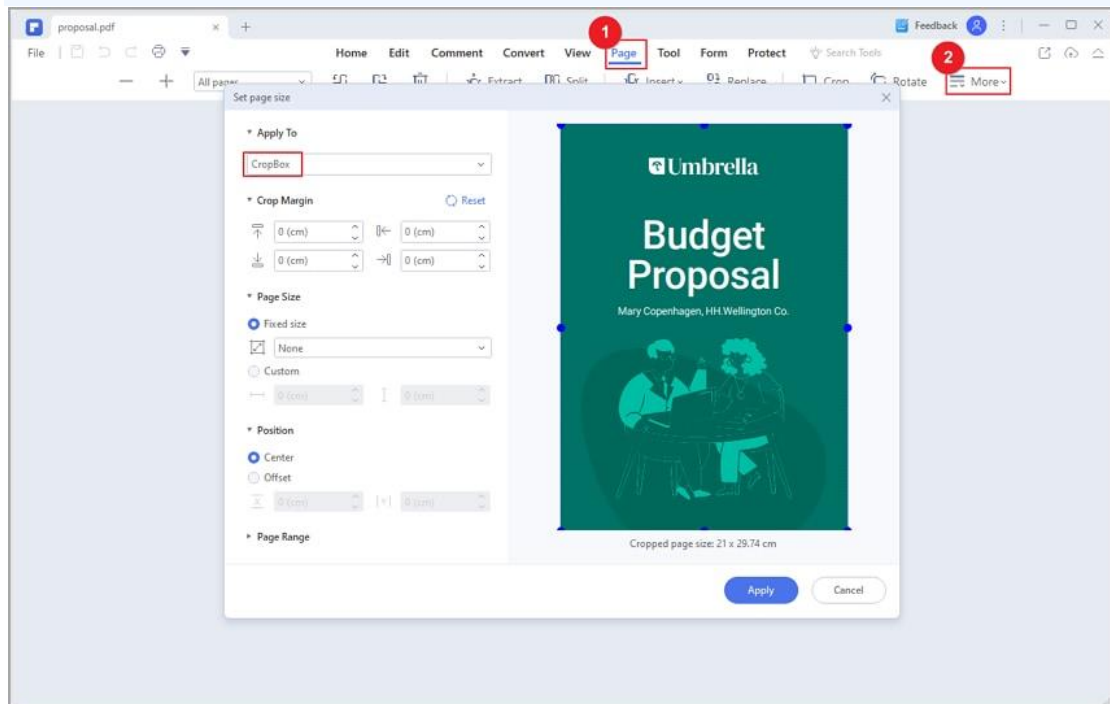 proposal.pdf
Feedback
1
File
Home Edit Comment Convert View Page Tool Form Protect Search Tools
2
All pages Extract Split Insert Replace Crop Rotate More
Set page size
Apply To
CropBox
Crop Margin Reset
0 (cm) 0 (cm)
0 (cm) 0 (cm)
Page Size
Fixed size
None
Custom
0 (cm) 0 (cm)
Position
Center
Offset
0 (cm) 0 (cm)
Page Range
Umbrella
Budget
Proposal
Mary Copenhagen, HH.Wellington Co.
Cropped page size: 21 x 29.74 cm
Apply Cancel